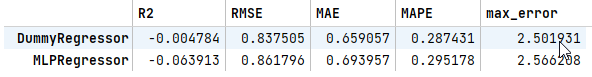 R2 RMSE MAE MAPE max_error
DummyRegressor -0.004784 0.837505 0.659057 0.287431 2.501931
MLPRegressor -0.063913 0.861796 0.693957 0.295178 2.566208